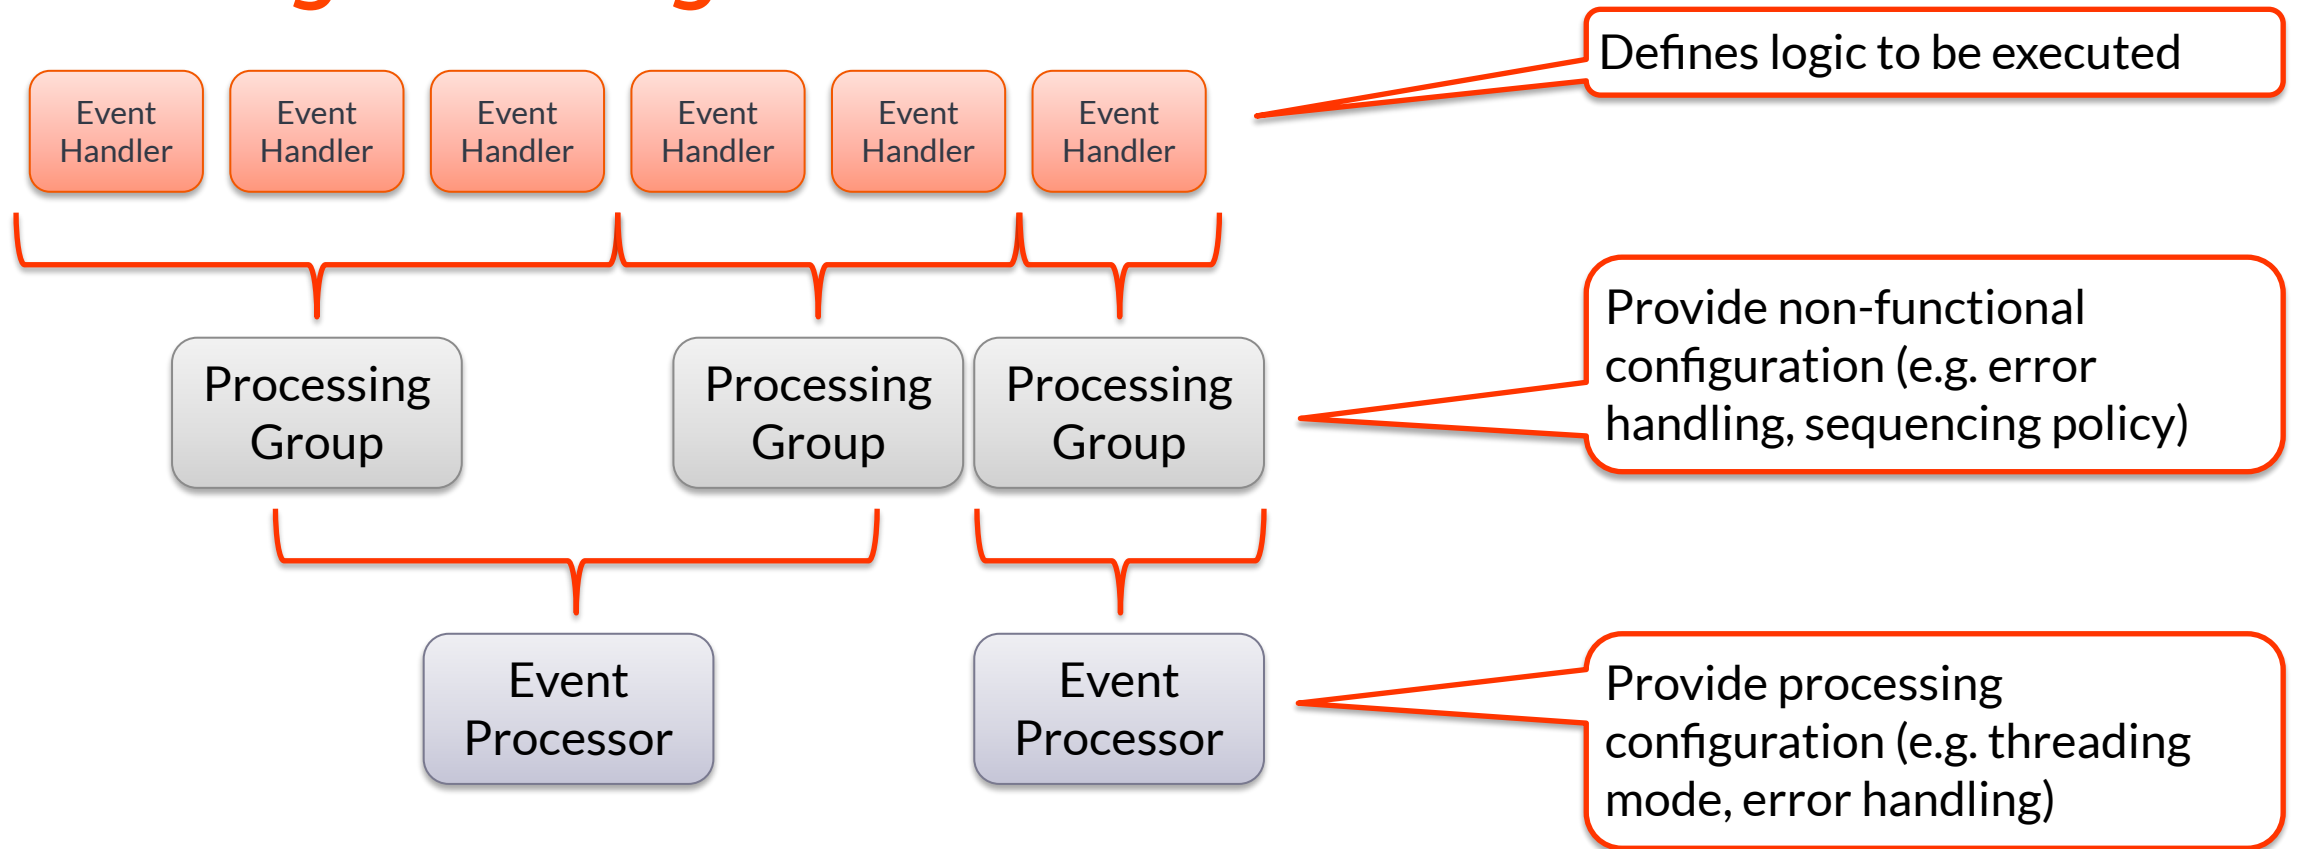 Event Event Event Event Event Event
Handler Handler Handler Handler Handler Handler
Defines logic to be executed
Processing Processing Processing
Group Group Group
Provide non-functional
configuration (e.g. error
handling, sequencing policy)
Event Event
Processor Processor
Provide processing
configuration (e.g. threading
mode, error handling)